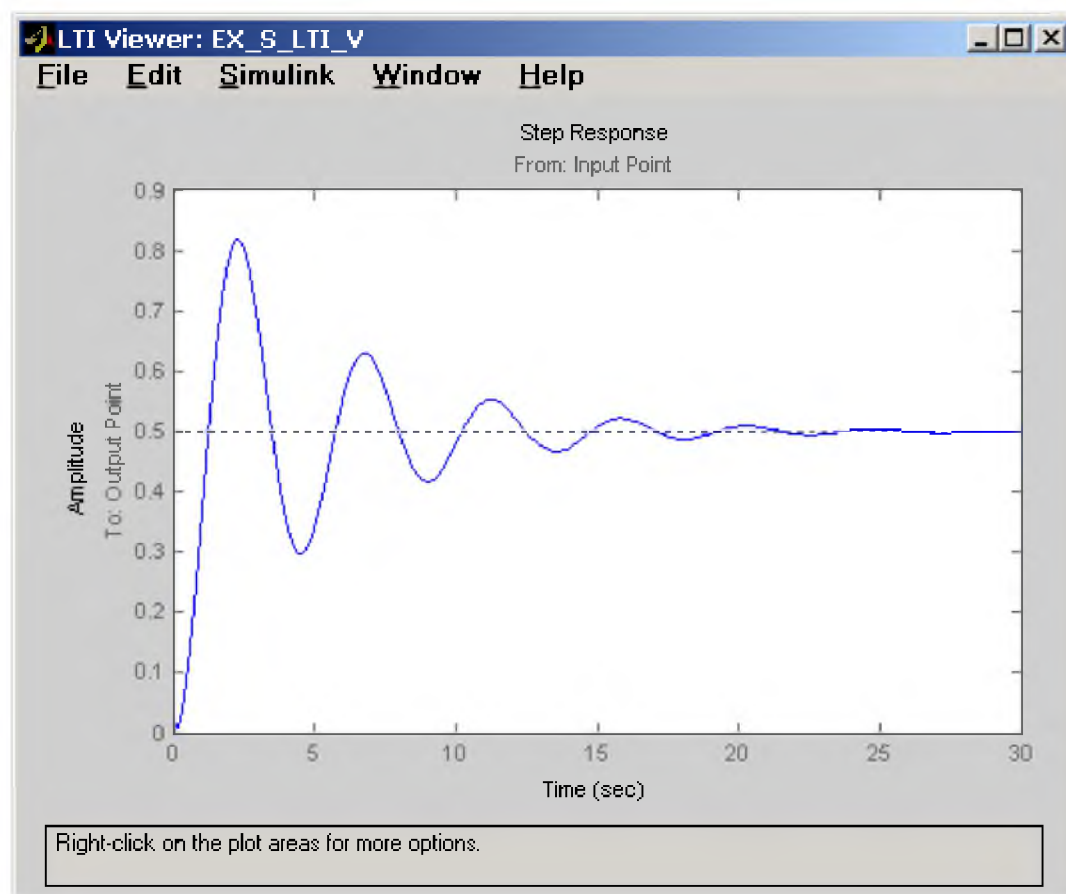 LTI Viewer: EX_S_LTI_V
File Edit Simulink Window Help
Step Response
From: Input Point
Amplitude
To: Output Point
0.9
0.8
0.7
0.6
0.5
0.4
0.3
0.2
0.1
0
0 5 10 15 20 25 30
Time (sec)
Right-click on the plot areas for more options.